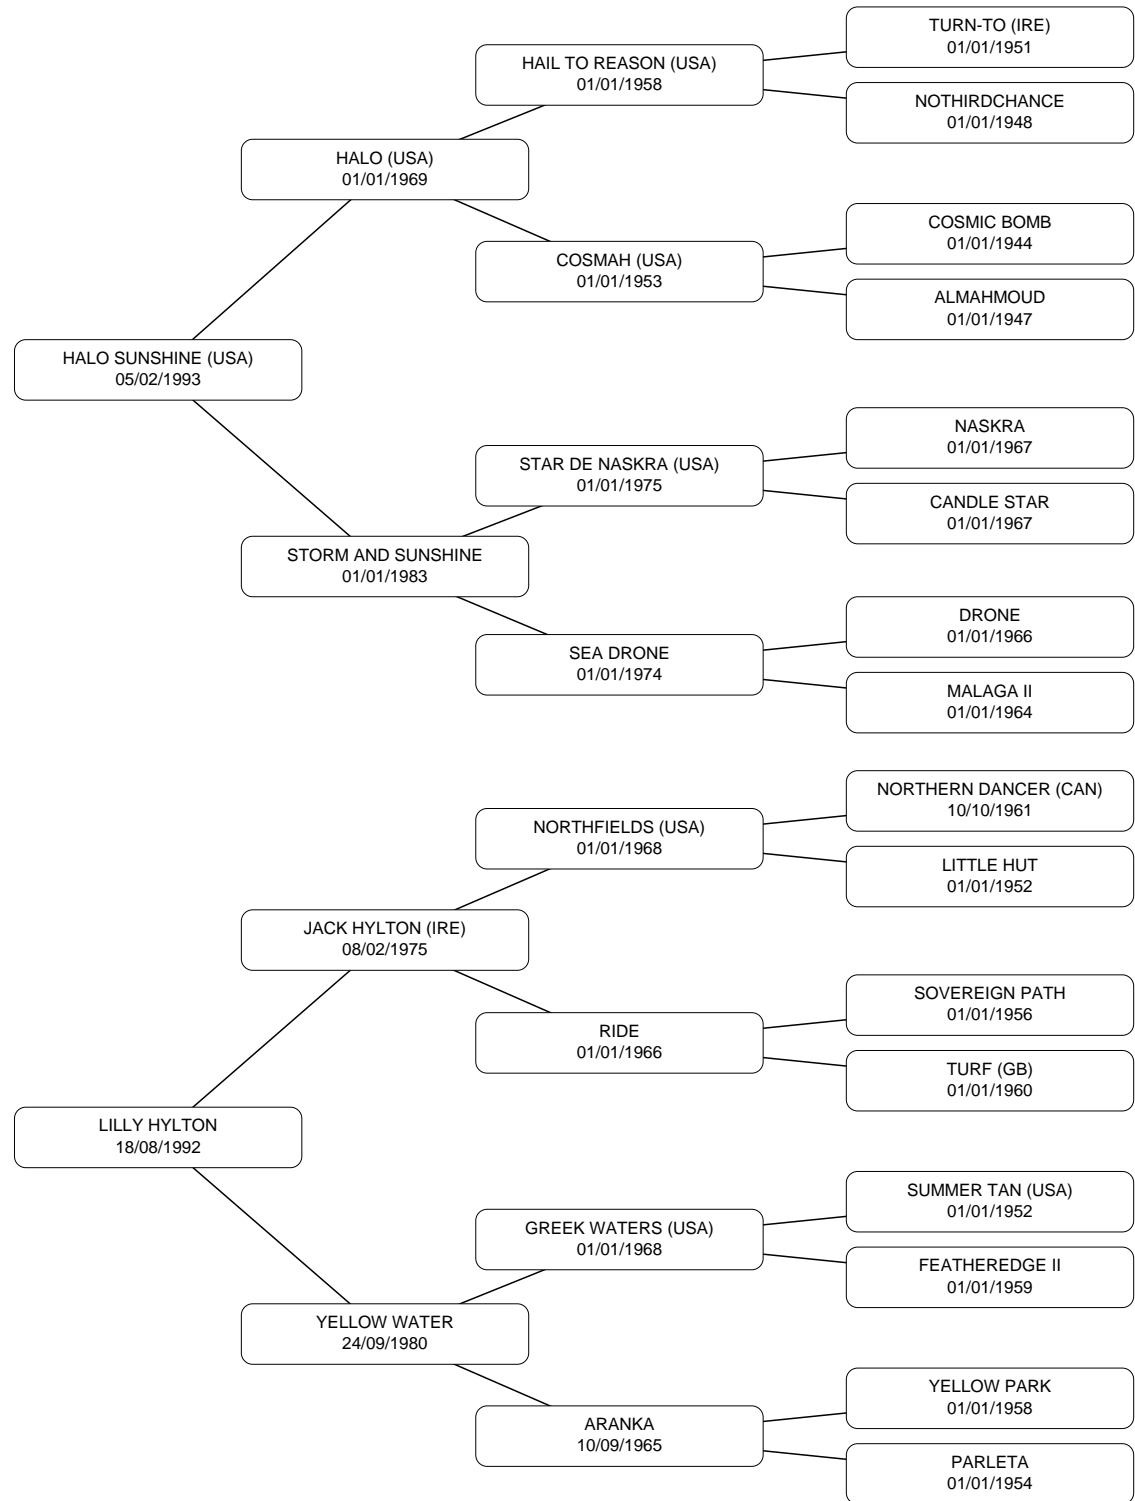 TURN-TO (IRE)
01/01/1951
HAIL TO REASON (USA)
01/01/1958
NOTHIRDCHANCE
01/01/1948
HALO (USA)
01/01/1969
COSMIC BOMB
01/01/1944
COSMAH (USA)
01/01/1953
ALMAHMOUD
01/01/1947
HALO SUNSHINE (USA)
05/02/1993
NASKRA
01/01/1967
STAR DE NASKRA (USA)
01/01/1975
CANDLE STAR
01/01/1967
STORM AND SUNSHINE
01/01/1983
DRONE
01/01/1966
SEA DRONE
01/01/1974
MALAGA II
01/01/1964
NORTHERN DANCER (CAN)
10/10/1961
NORTHFIELDS (USA)
01/01/1968
LITTLE HUT
01/01/1952
JACK HYLTON (IRE)
08/02/1975
SOVEREIGN PATH
01/01/1956
RIDE
01/01/1966
TURF (GB)
01/01/1960
LILLY HYLTON
18/08/1992
SUMMER TAN (USA)
01/01/1952
GREEK WATERS (USA)
01/01/1968
FEATHEREDGE II
01/01/1959
YELLOW WATER
24/09/1980
YELLOW PARK
01/01/1958
ARANKA
10/09/1965
PARLETA
01/01/1954